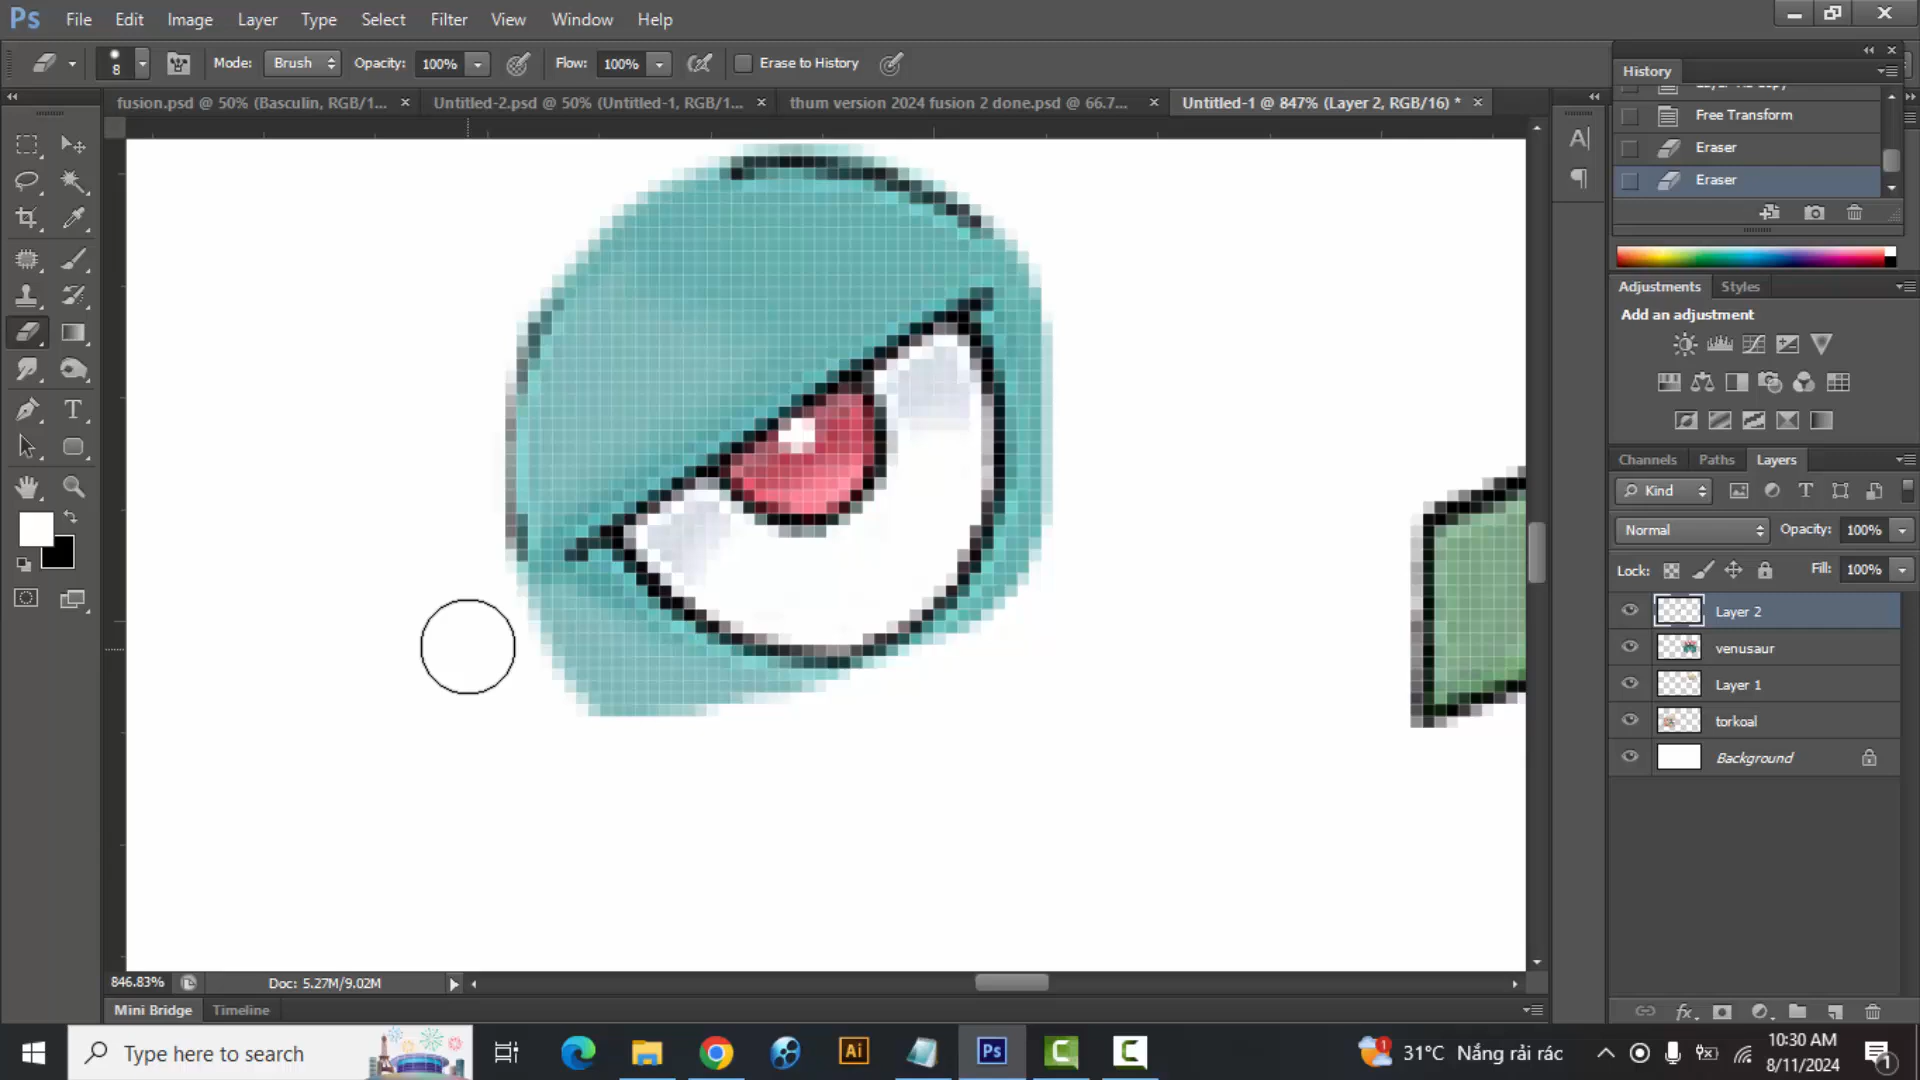 Ps File Edit Image Layer Type Select Filter View Window Help
8 Mode: Brush Opacity: 100% Flow: 100% Erase to History
History
fusion.psd @ 50% (Basculin, RGB/1... × Untitled-2.psd @ 50% (Untitled-1, RGB/1... × thum version 2024 fusion 2 done.psd @ 66.7... × Untitled-1 @ 847% (Layer 2, RGB/16) * ×
Free Transform
Eraser
Eraser
Adjustments Styles
Add an adjustment
Channels Paths Layers
Kind
Normal Opacity: 100%
Lock: Fill: 100%
Layer 2
venusaur
Layer 1
torkoal
Background
846.83% Doc: 5.27M/9.02M
Mini Bridge Timeline
Type here to search
Ai
Ps
1
31°C Nắng rải rác
10:30 AM
8/11/2024
1